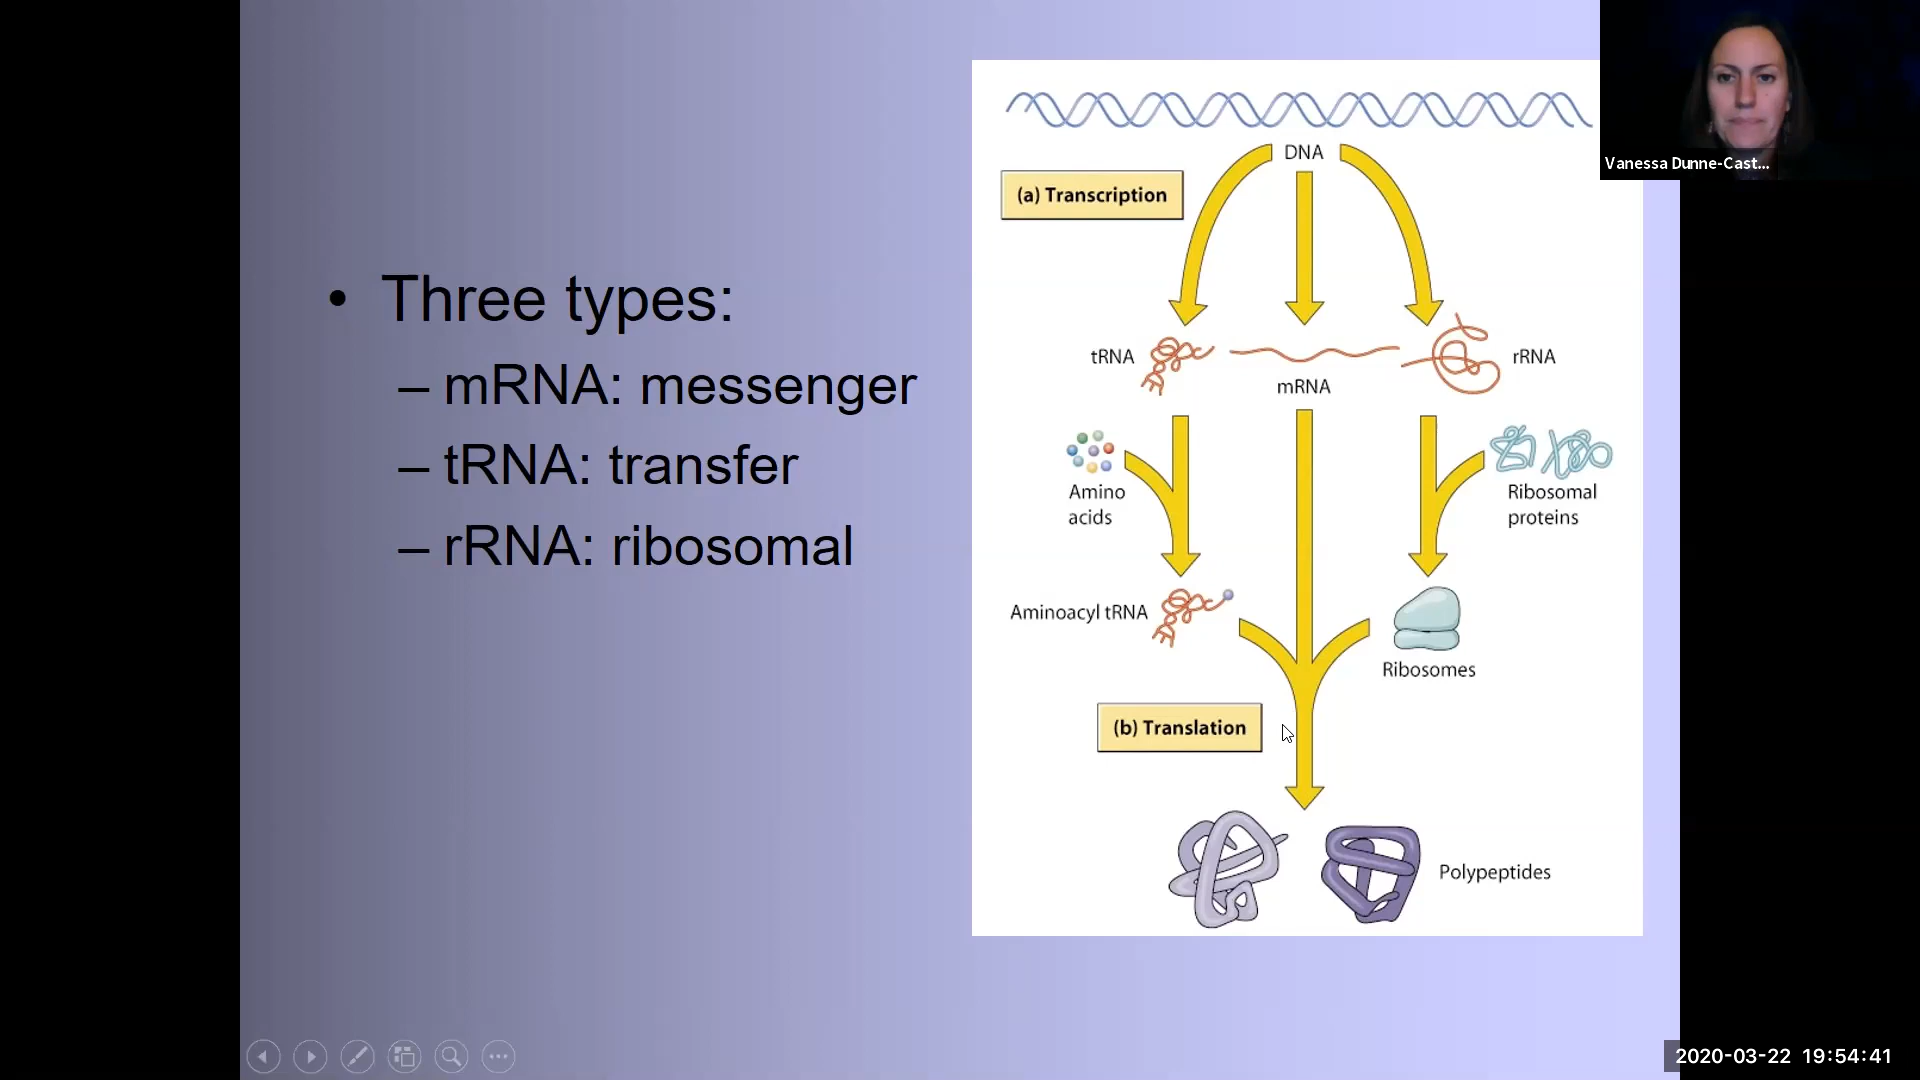 • Three types:
– mRNA: messenger
– tRNA: transfer
– rRNA: ribosomal
DNA
(a) Transcription
tRNA
mRNA
rRNA
Amino
acids
Ribosomal
proteins
Aminoacyl tRNA
Ribosomes
(b) Translation
Polypeptides
Vanessa Dunne-Cast...
2020-03-22 19:54:41